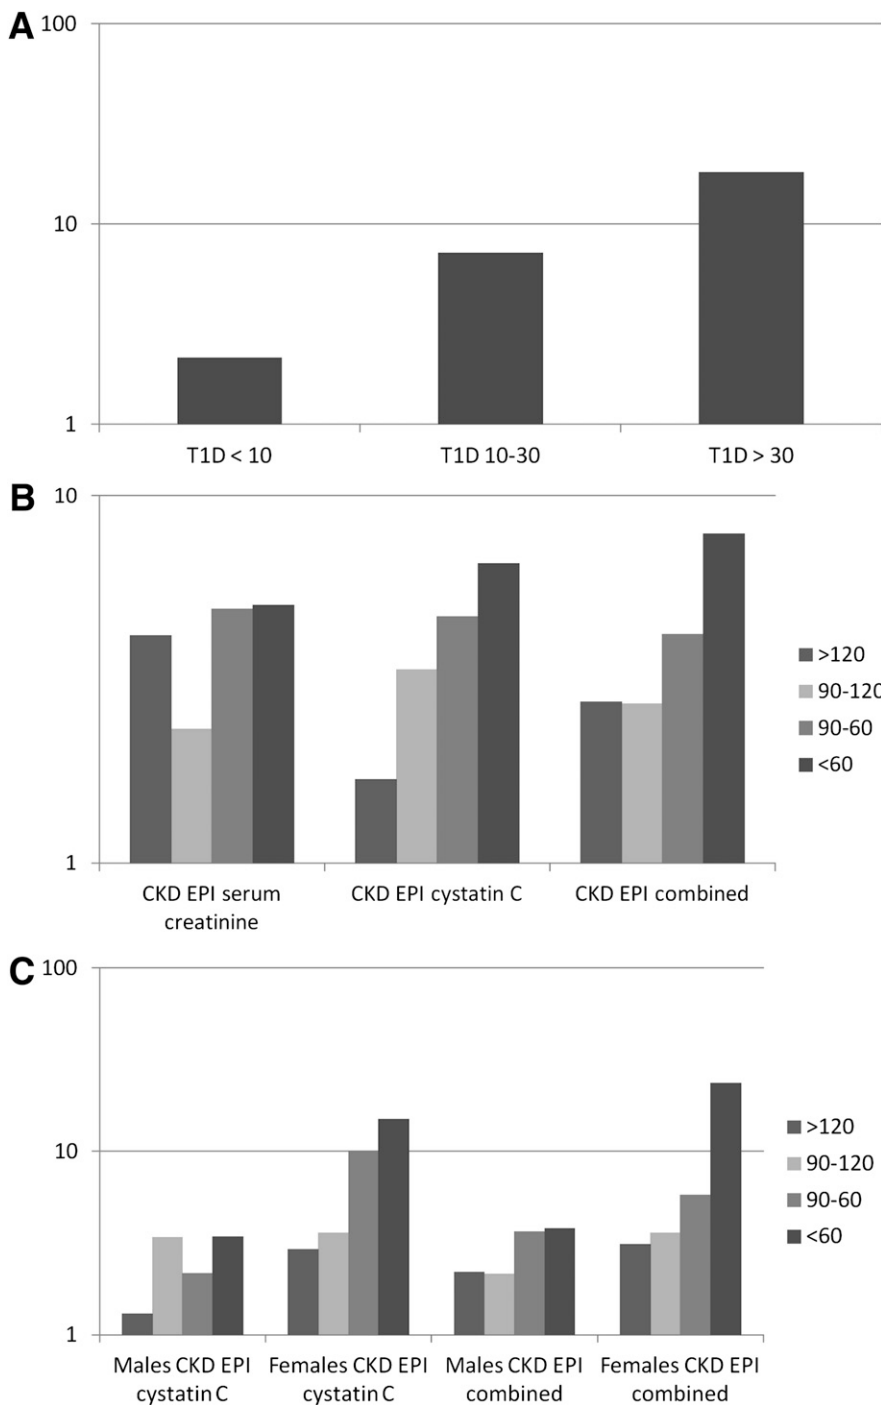 A
100
10
1
T1D < 10
T1D 10-30
T1D > 30
B
10
1
CKD EPI serum
creatinine
CKD EPI cystatin C
CKD EPI combined
>120
90-120
90-60
<60
C
100
10
1
Males CKD EPI
cystatin C
Females CKD EPI
cystatin C
Males CKD EPI
combined
Females CKD EPI
combined
>120
90-120
90-60
<60